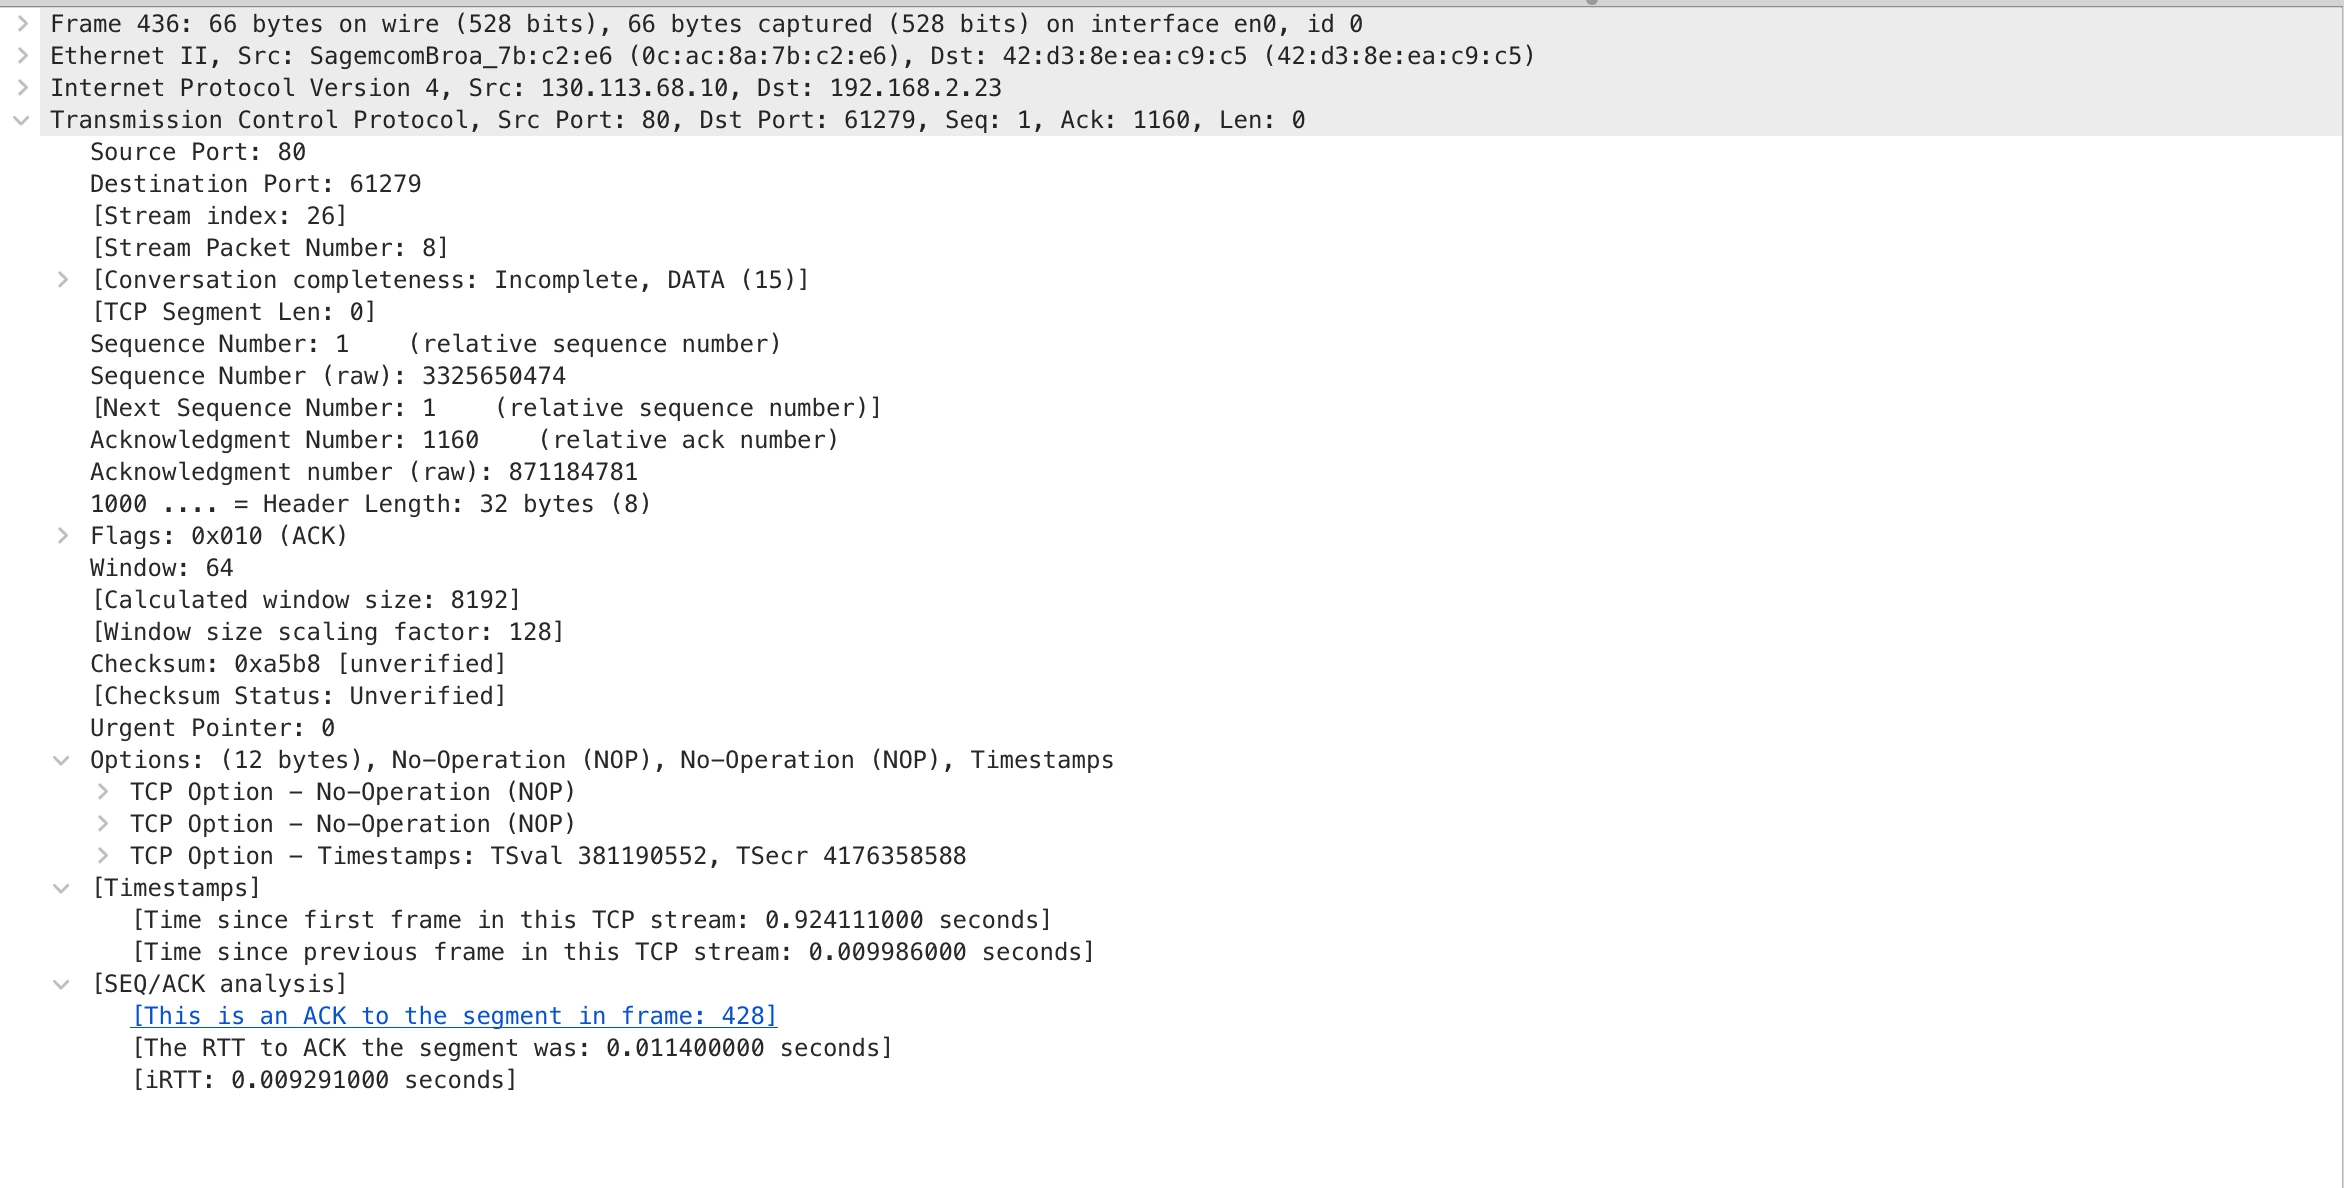 Frame 436: 66 bytes on wire (528 bits), 66 bytes captured (528 bits) on interface en0, id 0
Ethernet II, Src: SagemcomBroa_7b:c2:e6 (0c:ac:8a:7b:c2:e6), Dst: 42:d3:8e:ea:c9:c5 (42:d3:8e:ea:c9:c5)
Internet Protocol Version 4, Src: 130.113.68.10, Dst: 192.168.2.23
Transmission Control Protocol, Src Port: 80, Dst Port: 61279, Seq: 1, Ack: 1160, Len: 0
Source Port: 80
Destination Port: 61279
[Stream index: 26]
[Stream Packet Number: 8]
[Conversation completeness: Incomplete, DATA (15)]
[TCP Segment Len: 0]
Sequence Number: 1    (relative sequence number)
Sequence Number (raw): 3325650474
[Next Sequence Number: 1    (relative sequence number)]
Acknowledgment Number: 1160    (relative ack number)
Acknowledgment number (raw): 871184781
1000 .... = Header Length: 32 bytes (8)
Flags: 0x010 (ACK)
Window: 64
[Calculated window size: 8192]
[Window size scaling factor: 128]
Checksum: 0xa5b8 [unverified]
[Checksum Status: Unverified]
Urgent Pointer: 0
Options: (12 bytes), No-Operation (NOP), No-Operation (NOP), Timestamps
TCP Option - No-Operation (NOP)
TCP Option - No-Operation (NOP)
TCP Option - Timestamps: TSval 381190552, TSecr 4176358588
[Timestamps]
[Time since first frame in this TCP stream: 0.924111000 seconds]
[Time since previous frame in this TCP stream: 0.009986000 seconds]
[SEQ/ACK analysis]
[This is an ACK to the segment in frame: 428]
[The RTT to ACK the segment was: 0.011400000 seconds]
[iRTT: 0.009291000 seconds]